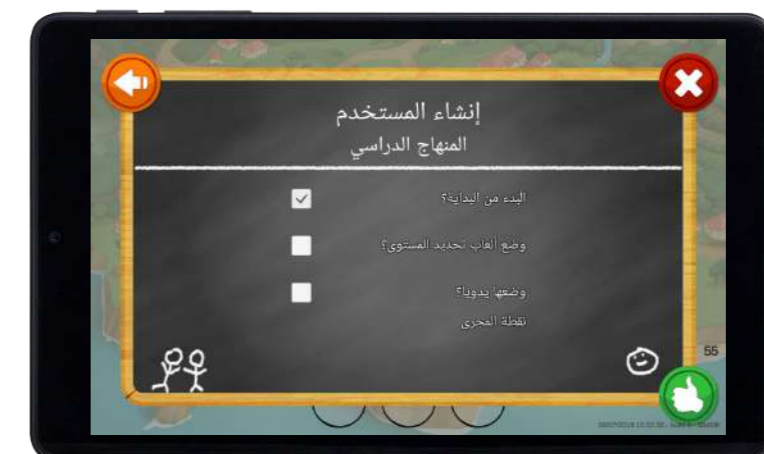 إنشاء المستخدم
المنهاج الدراسي
البدء من البداية؟
وضع ألعاب تحديد المستوى؟
وضعها يدويا؟
نقطة المجرى
55